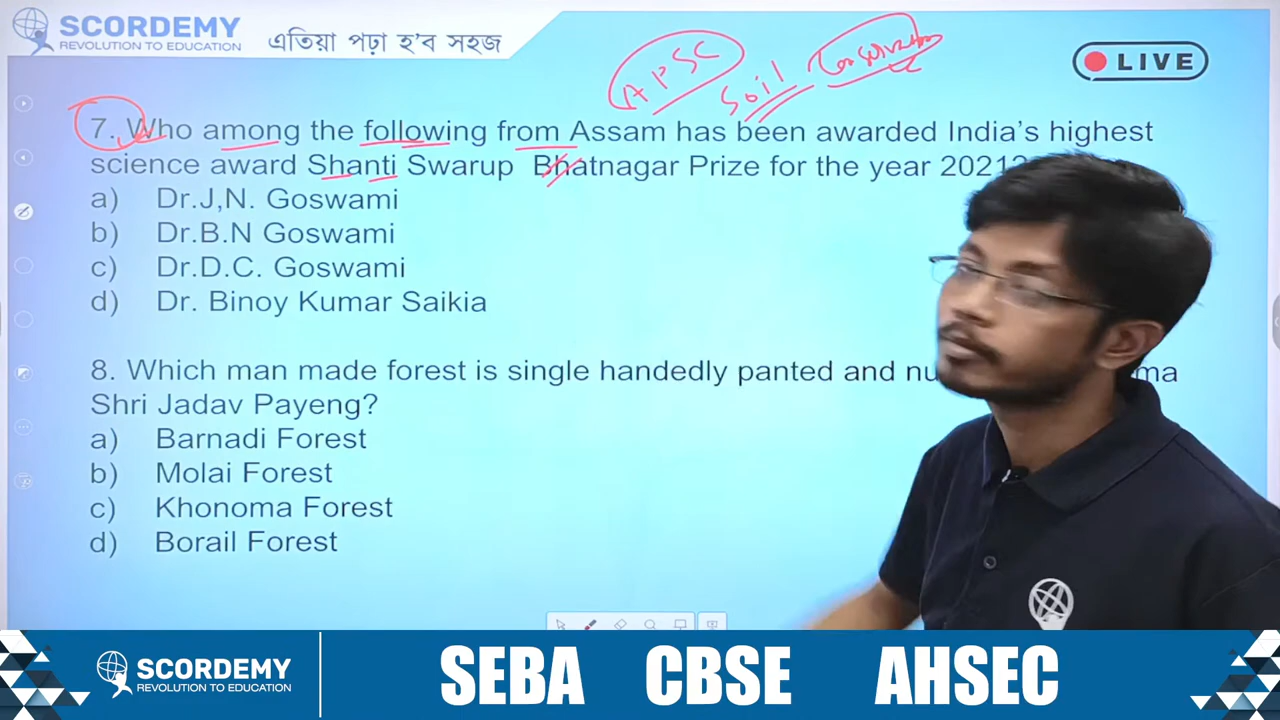 SCORDEMY
REVOLUTION TO EDUCATION
এতিয়া পঢ়া হ'ব সহজ
APSC
Soil Conservation
LIVE
7. Who among the following from Assam has been awarded India's highest
science award Shanti Swarup Bhatnagar Prize for the year 2021?
a) Dr.J,N. Goswami
b) Dr.B.N Goswami
c) Dr.D.C. Goswami
d) Dr. Binoy Kumar Saikia
8. Which man made forest is single handedly panted and nu
ma
Shri Jadav Payeng?
a) Barnadi Forest
b) Molai Forest
c) Khonoma Forest
d) Borail Forest
SCORDEMY
REVOLUTION TO EDUCATION
SEBA CBSE AHSEC